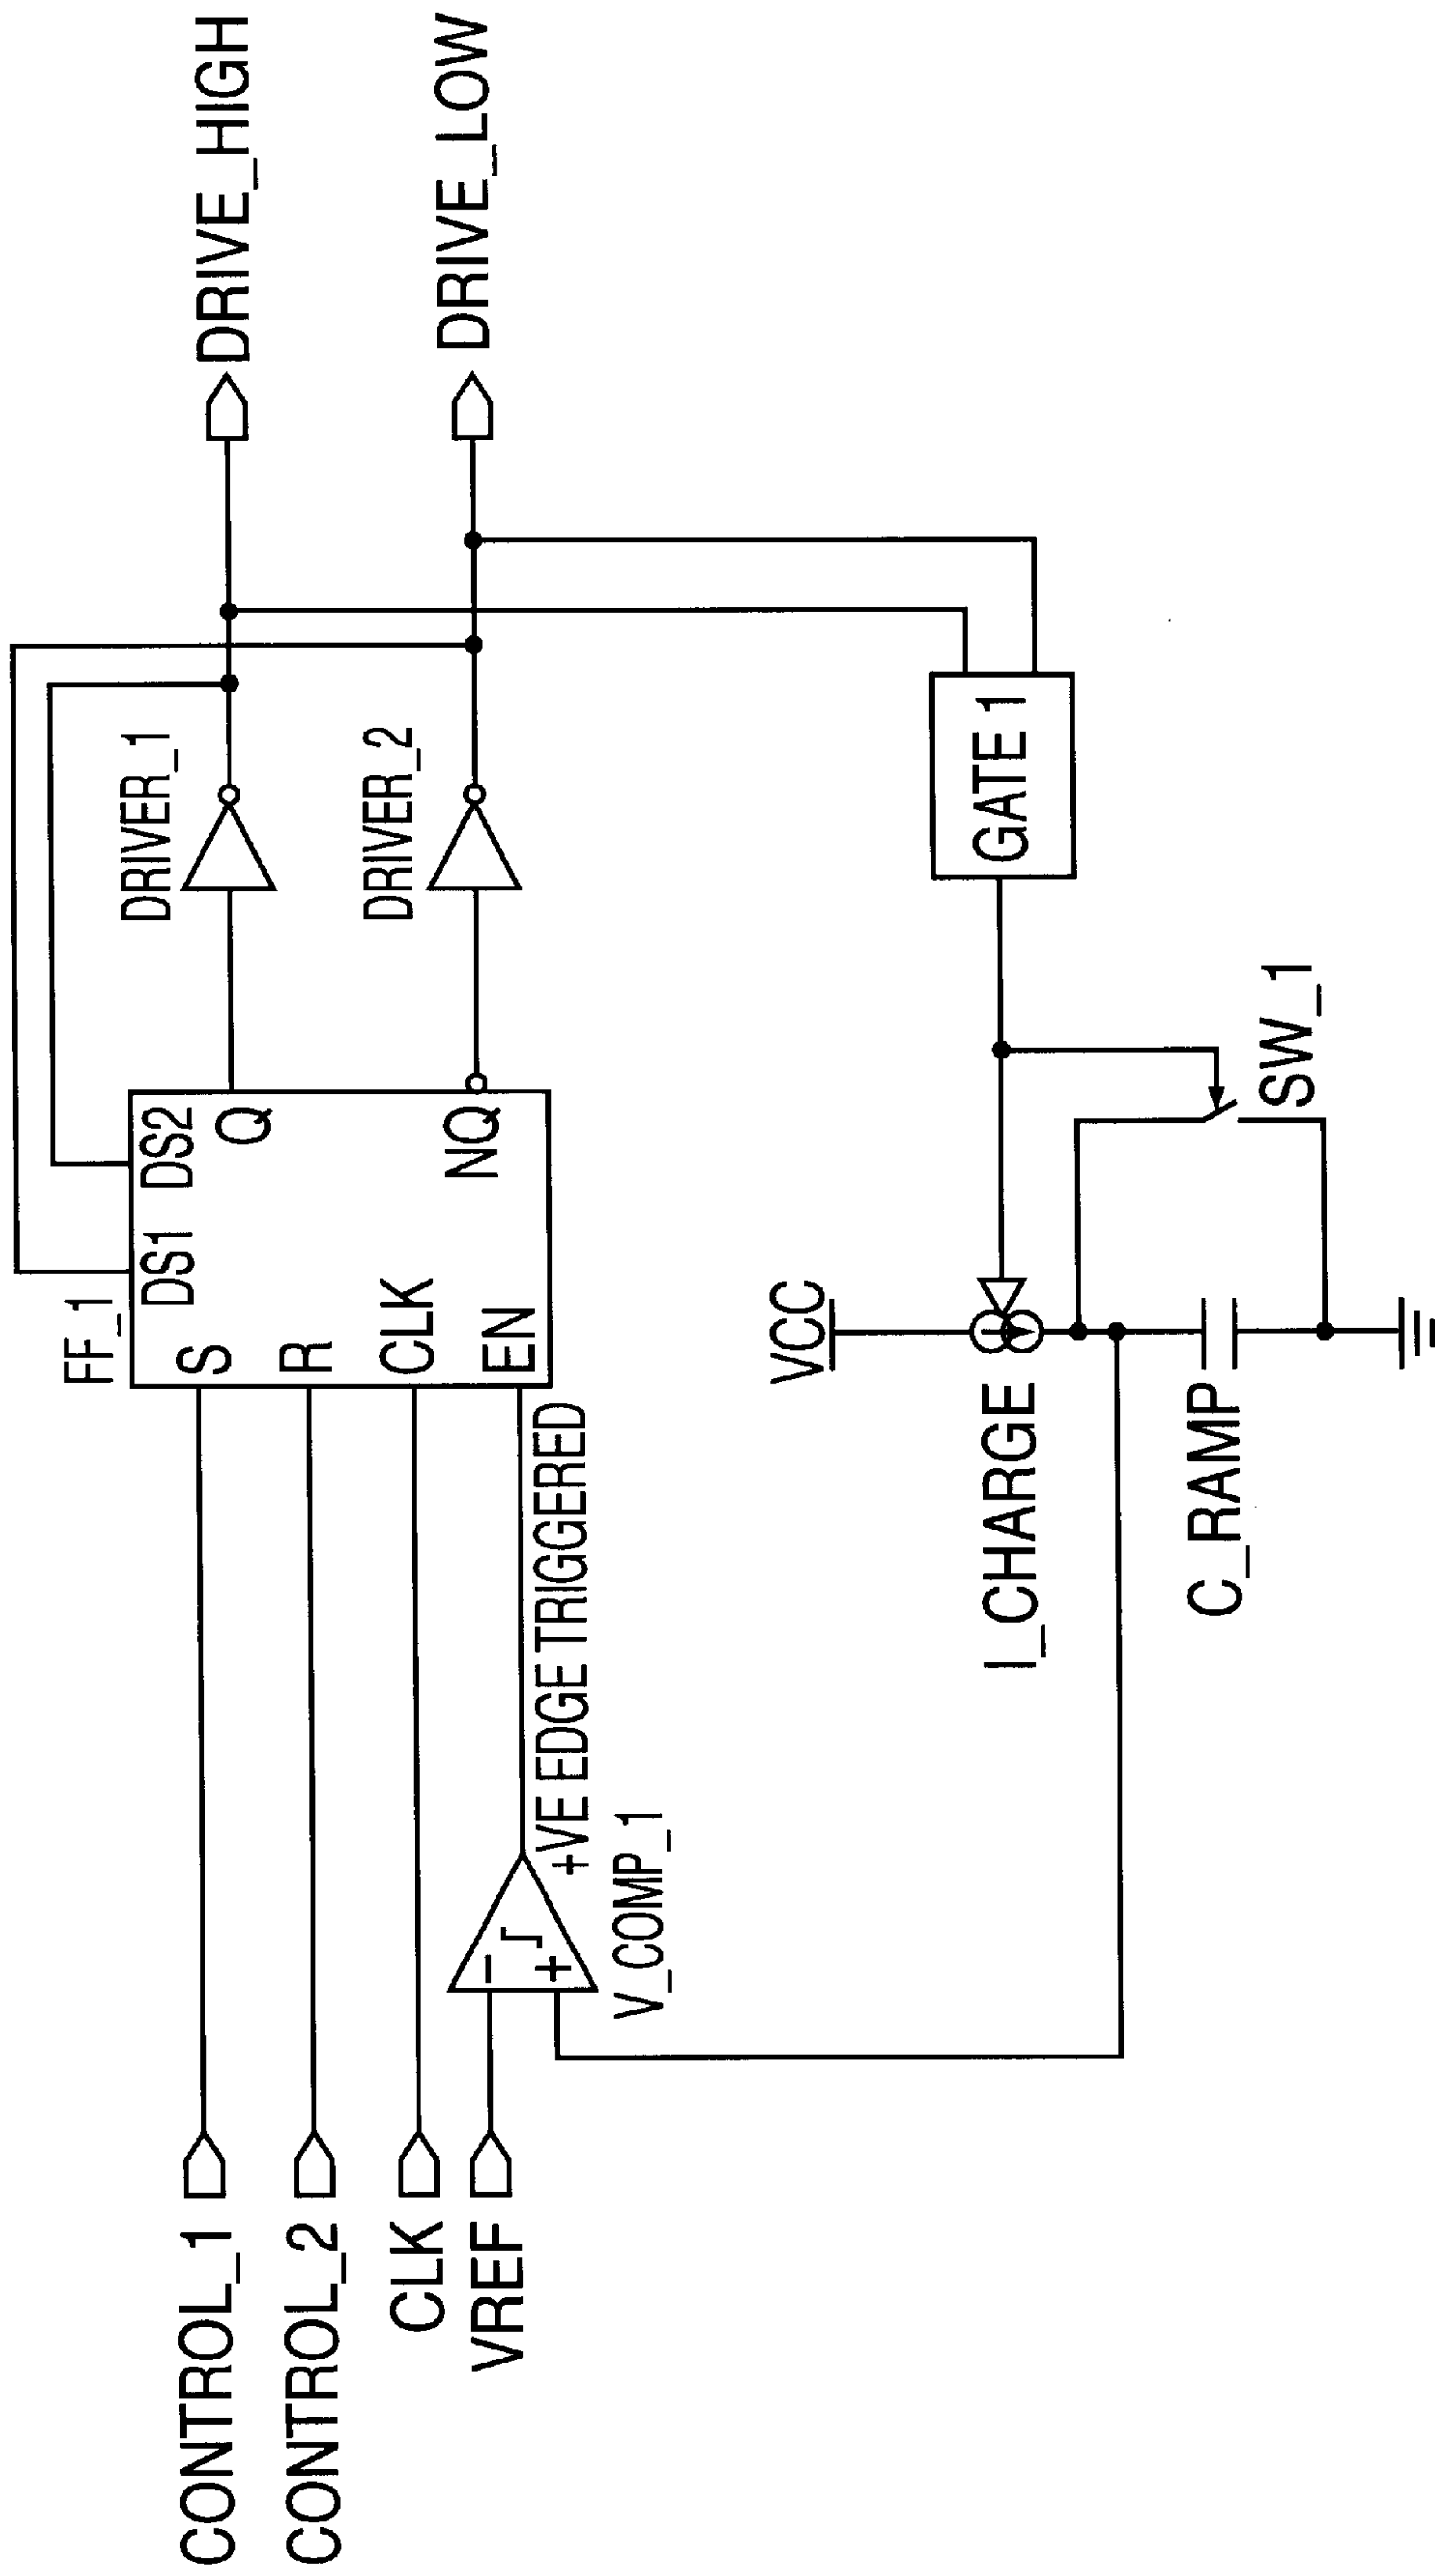 FF_1
DS1 DS2
S
R
CLK
EN
Q
NQ
DRIVER_1
DRIVER_2
DRIVE_HIGH
DRIVE_LOW
CONTROL_1
CONTROL_2
CLK
VREF
-
+
+VE EDGE TRIGGERED
V_COMP_1
VCC
I_CHARGE
C_RAMP
GATE 1
SW_1